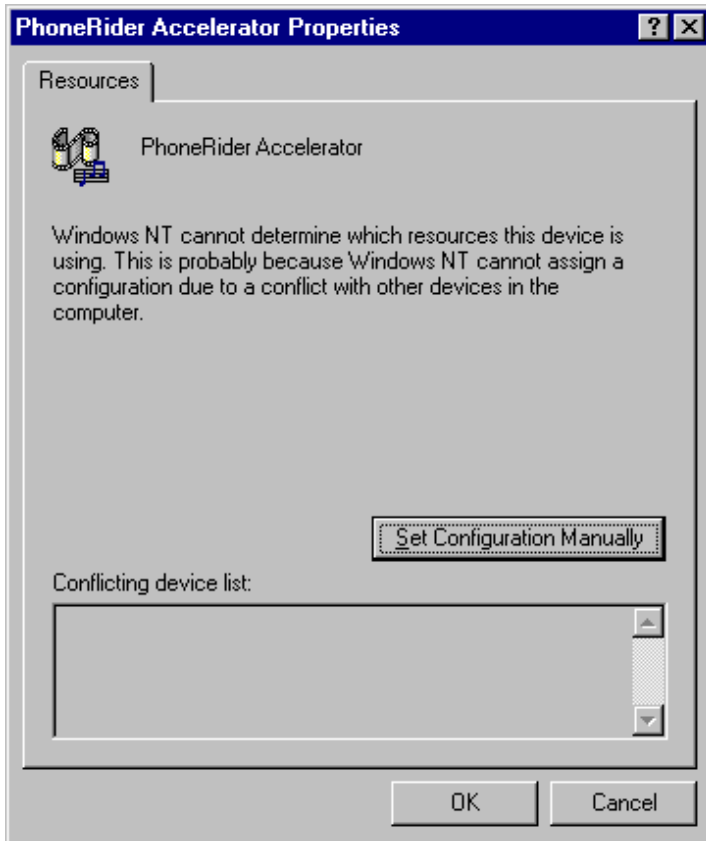 PhoneRider Accelerator Properties
Resources
PhoneRider Accelerator
Windows NT cannot determine which resources this device is
using. This is probably because Windows NT cannot assign a
configuration due to a conflict with other devices in the
computer.
Set Configuration Manually
Conflicting device list:
OK
Cancel